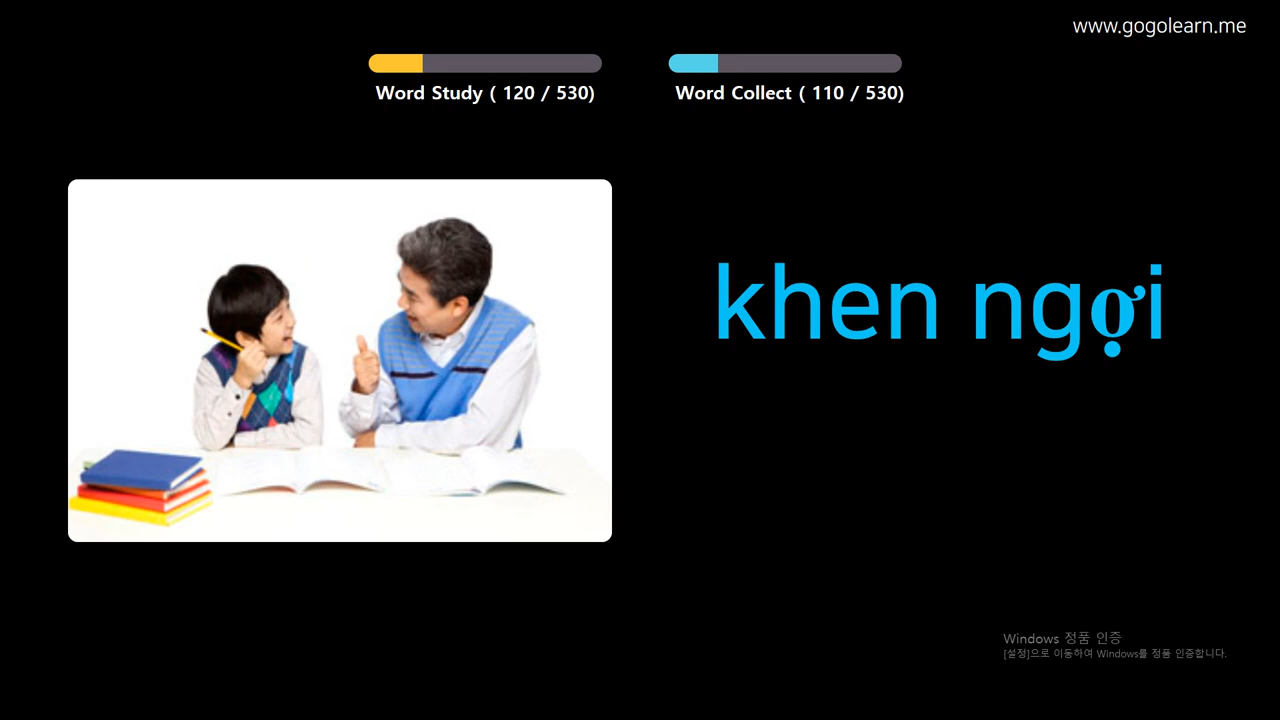 www.gogolearn.me
Word Study ( 120 / 530)
Word Collect ( 110 / 530)
khen ngợi
Windows 정품 인증
[설정]으로 이동하여 Windows를 정품 인증합니다.